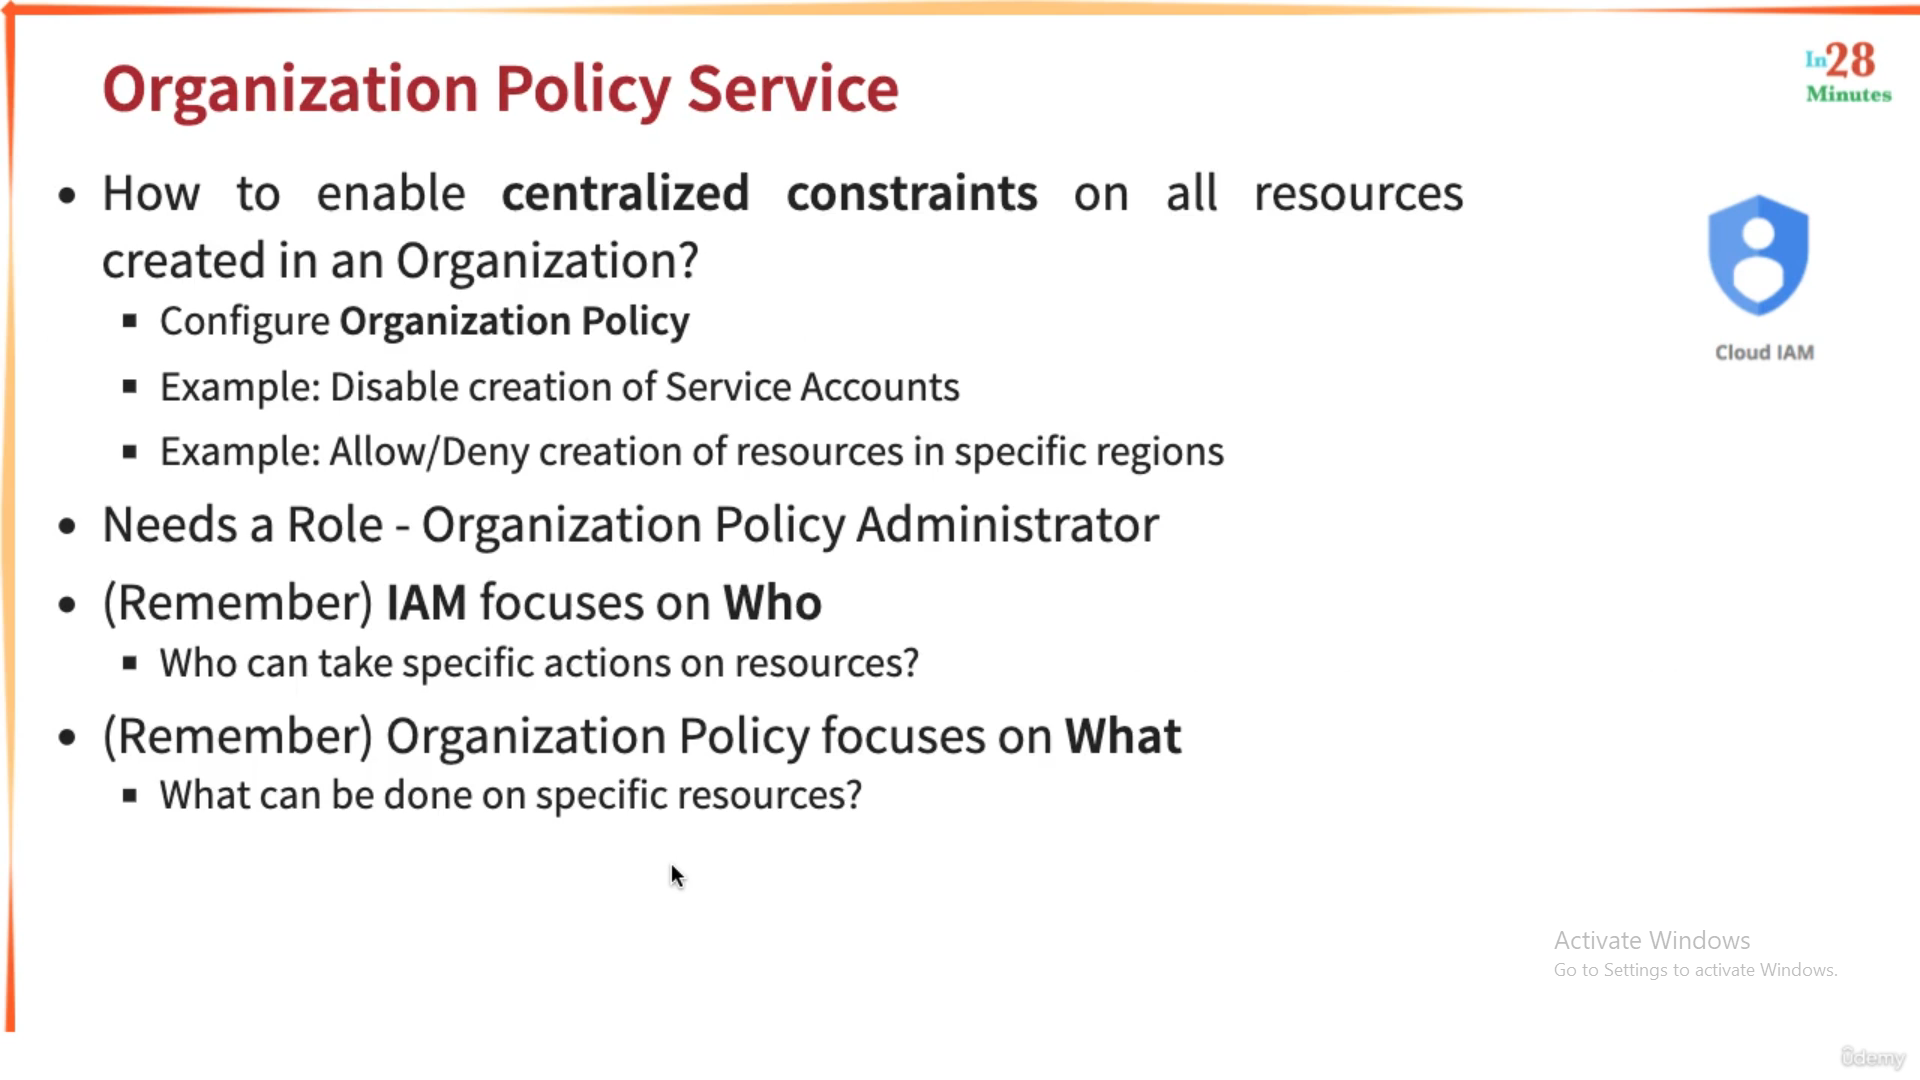 Organization Policy Service
In28
Minutes
• How to enable centralized constraints on all resources
created in an Organization?
▪ Configure Organization Policy
▪ Example: Disable creation of Service Accounts
▪ Example: Allow/Deny creation of resources in specific regions
• Needs a Role - Organization Policy Administrator
• (Remember) IAM focuses on Who
▪ Who can take specific actions on resources?
• (Remember) Organization Policy focuses on What
▪ What can be done on specific resources?
Cloud IAM
Activate Windows
Go to Settings to activate Windows.
ûdemy